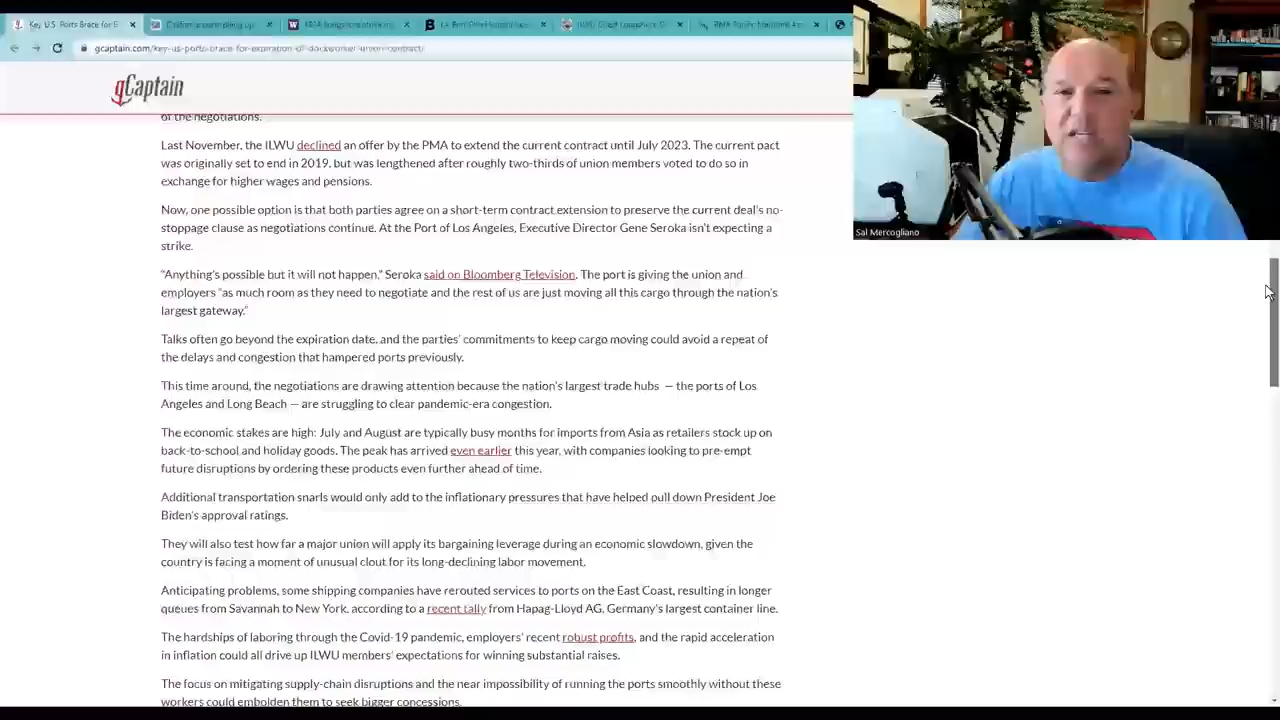 Key U.S. Ports Brace for E
gcaptain.com/key-us-ports-brace-for-expiration-of-dockworker-union-contract/
gCaptain
Sal Mercogliano
of the negotiations.
Last November, the ILWU declined an offer by the PMA to extend the current contract until July 2023. The current pact
was originally set to end in 2019, but was lengthened after roughly two-thirds of union members voted to do so in
exchange for higher wages and pensions.
Now, one possible option is that both parties agree on a short-term contract extension to preserve the current deal's no-
stoppage clause as negotiations continue. At the Port of Los Angeles, Executive Director Gene Seroka isn't expecting a
strike.
“Anything's possible but it will not happen,” Seroka said on Bloomberg Television. The port is giving the union and
employers “as much room as they need to negotiate and the rest of us are just moving all this cargo through the nation's
largest gateway.”
Talks often go beyond the expiration date, and the parties' commitments to keep cargo moving could avoid a repeat of
the delays and congestion that hampered ports previously.
This time around, the negotiations are drawing attention because the nation's largest trade hubs — the ports of Los
Angeles and Long Beach — are struggling to clear pandemic-era congestion.
The economic stakes are high: July and August are typically busy months for imports from Asia as retailers stock up on
back-to-school and holiday goods. The peak has arrived even earlier this year, with companies looking to pre-empt
future disruptions by ordering these products even further ahead of time.
Additional transportation snarls would only add to the inflationary pressures that have helped pull down President Joe
Biden's approval ratings.
They will also test how far a major union will apply its bargaining leverage during an economic slowdown, given the
country is facing a moment of unusual clout for its long-declining labor movement.
Anticipating problems, some shipping companies have rerouted services to ports on the East Coast, resulting in longer
queues from Savannah to New York, according to a recent tally from Hapag-Lloyd AG, Germany's largest container line.
The hardships of laboring through the Covid-19 pandemic, employers' recent robust profits, and the rapid acceleration
in inflation could all drive up ILWU members' expectations for winning substantial raises.
The focus on mitigating supply-chain disruptions and the near impossibility of running the ports smoothly without these
workers could embolden them to seek bigger concessions.